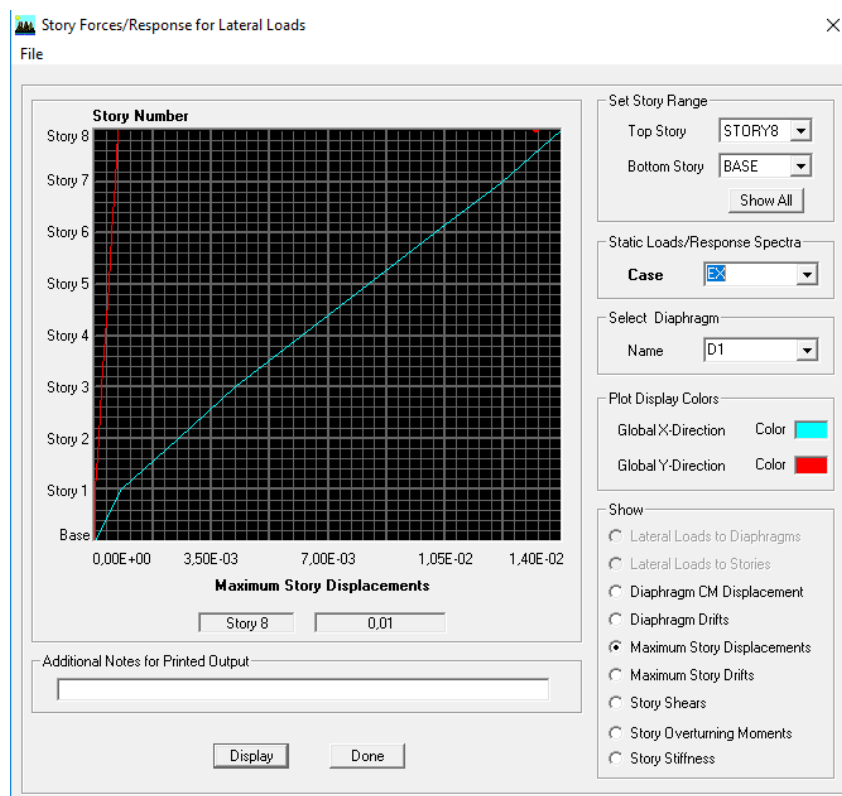 Story Forces/Response for Lateral Loads
File
Story Number
Story 8
Story 7
Story 6
Story 5
Story 4
Story 3
Story 2
Story 1
Base
0,00E+00 3,50E-03 7,00E-03 1,05E-02 1,40E-02
Maximum Story Displacements
Story 8 0,01
Additional Notes for Printed Output
Display Done
Set Story Range
Top Story STORY8
Bottom Story BASE
Show All
Static Loads/Response Spectra
Case EX
Select Diaphragm
Name D1
Plot Display Colors
Global X-Direction Color
Global Y-Direction Color
Show
Lateral Loads to Diaphragms
Lateral Loads to Stories
Diaphragm CM Displacement
Diaphragm Drifts
Maximum Story Displacements
Maximum Story Drifts
Story Shears
Story Overturning Moments
Story Stiffness